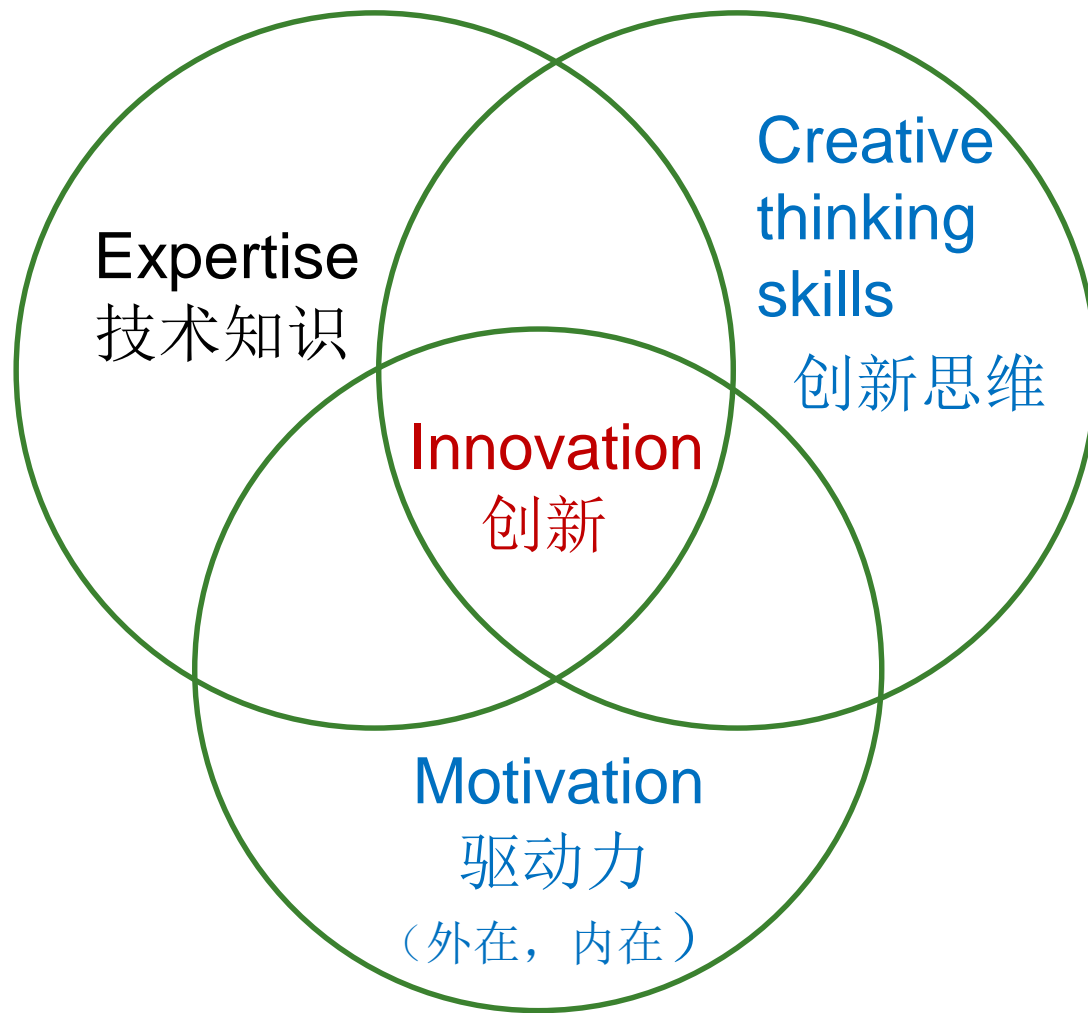 Expertise
技术知识
Creative
thinking
skills
创新思维
Innovation
创新
Motivation
驱动力
（外在，内在）